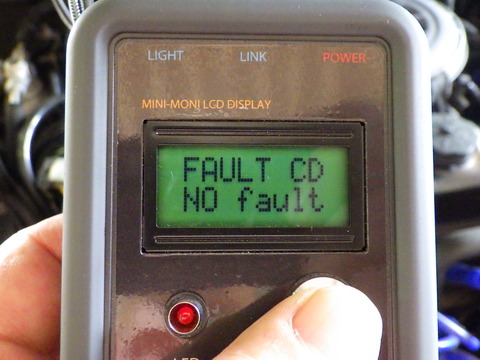 LIGHT LINK POWER
MINI-MONI LCD DISPLAY
FAULT CD
NO fault